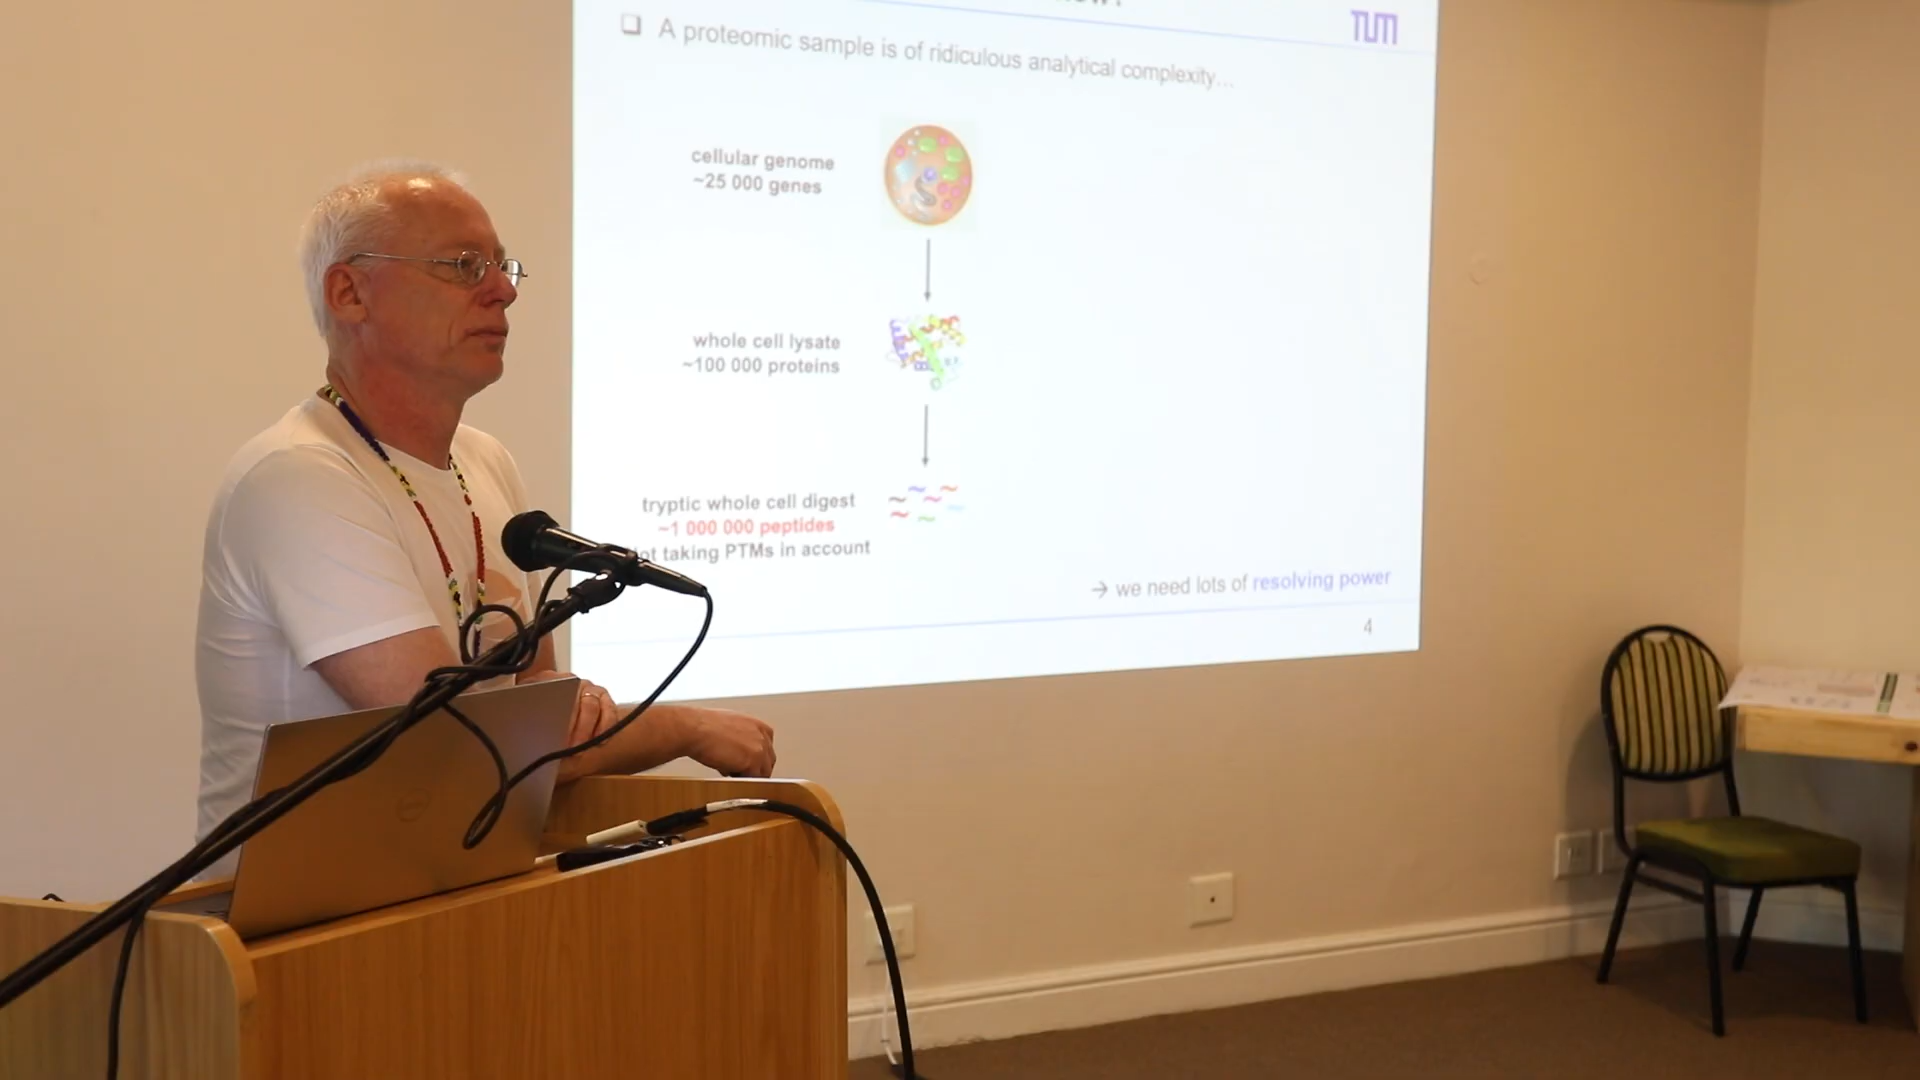 TUM
A proteomic sample is of ridiculous analytical complexity...
cellular genome
~25 000 genes
whole cell lysate
~100 000 proteins
tryptic whole cell digest
~1 000 000 peptides
taking PTMs in account
→ we need lots of resolving power
4